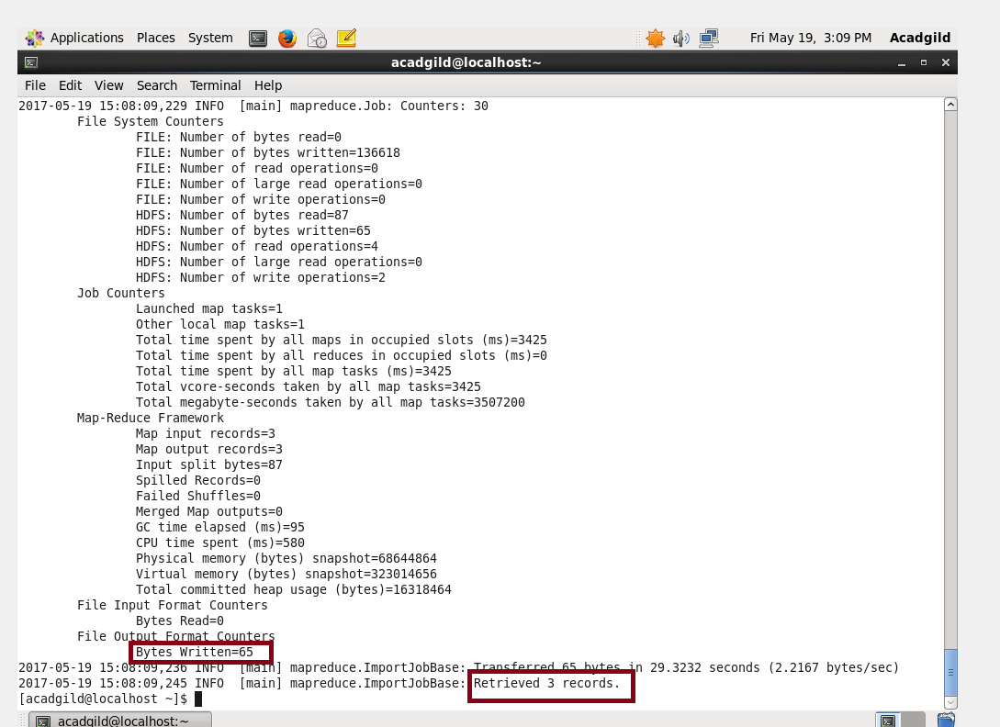 Applications Places System Fri May 19, 3:09 PM Acadgild
acadgild@localhost:~
File Edit View Search Terminal Help
2017-05-19 15:08:09,229 INFO  [main] mapreduce.Job: Counters: 30
File System Counters
FILE: Number of bytes read=0
FILE: Number of bytes written=136618
FILE: Number of read operations=0
FILE: Number of large read operations=0
FILE: Number of write operations=0
HDFS: Number of bytes read=87
HDFS: Number of bytes written=65
HDFS: Number of read operations=4
HDFS: Number of large read operations=0
HDFS: Number of write operations=2
Job Counters
Launched map tasks=1
Other local map tasks=1
Total time spent by all maps in occupied slots (ms)=3425
Total time spent by all reduces in occupied slots (ms)=0
Total time spent by all map tasks (ms)=3425
Total vcore-seconds taken by all map tasks=3425
Total megabyte-seconds taken by all map tasks=3507200
Map-Reduce Framework
Map input records=3
Map output records=3
Input split bytes=87
Spilled Records=0
Failed Shuffles=0
Merged Map outputs=0
GC time elapsed (ms)=95
CPU time spent (ms)=580
Physical memory (bytes) snapshot=68644864
Virtual memory (bytes) snapshot=323014656
Total committed heap usage (bytes)=16318464
File Input Format Counters
Bytes Read=0
File Output Format Counters
Bytes Written=65
2017-05-19 15:08:09,236 INFO  [main] mapreduce.ImportJobBase: Transferred 65 bytes in 29.3232 seconds (2.2167 bytes/sec)
2017-05-19 15:08:09,245 INFO  [main] mapreduce.ImportJobBase: Retrieved 3 records.
[acadgild@localhost ~]$
acadgild@localhost:~